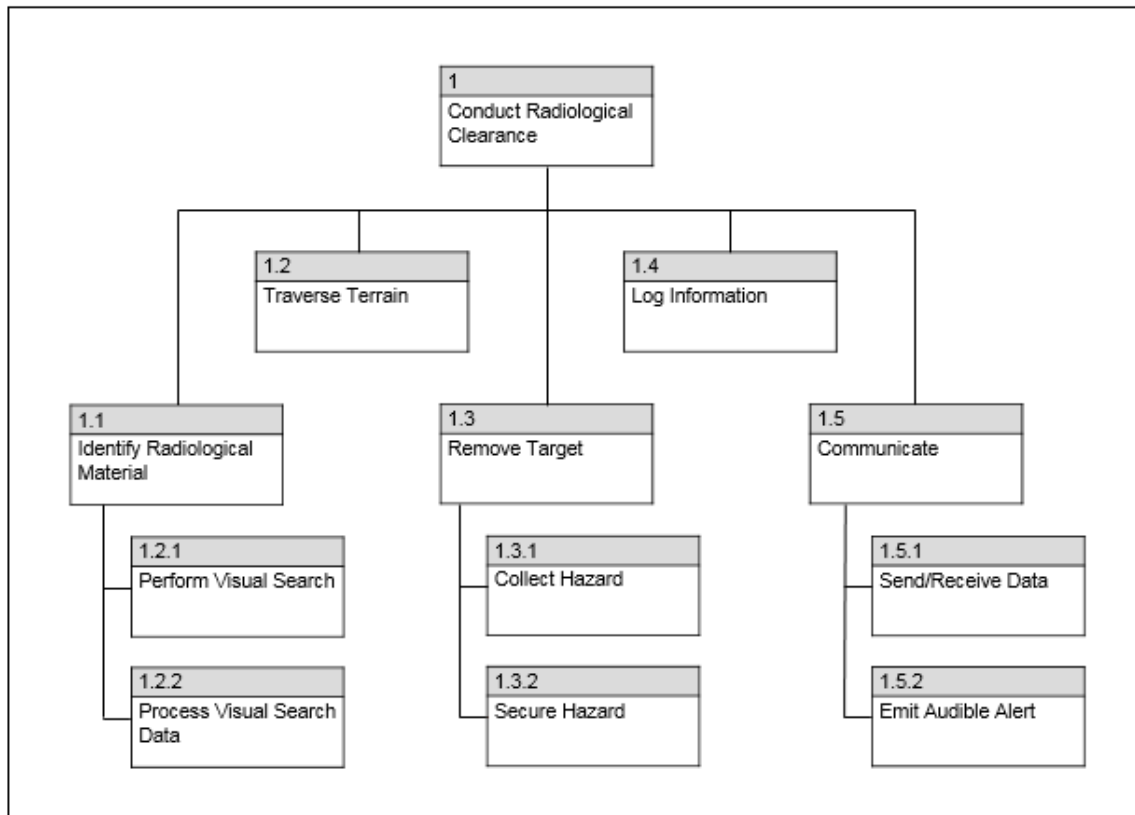 1
Conduct Radiological
Clearance
1.2
Traverse Terrain
1.4
Log Information
1.1
Identify Radiological
Material
1.3
Remove Target
1.5
Communicate
1.2.1
Perform Visual Search
1.3.1
Collect Hazard
1.5.1
Send/Receive Data
1.2.2
Process Visual Search
Data
1.3.2
Secure Hazard
1.5.2
Emit Audible Alert